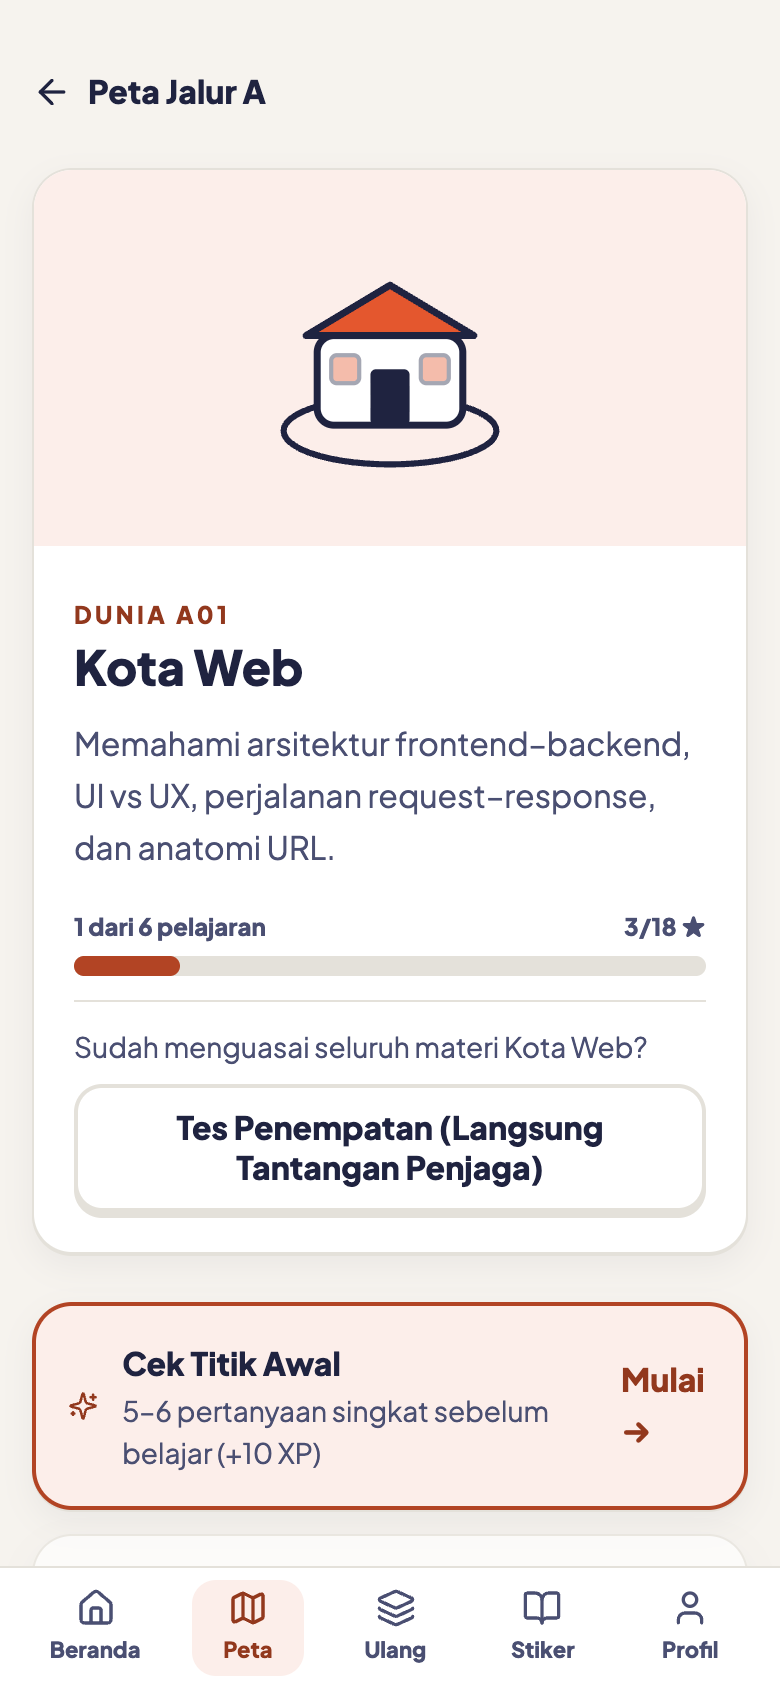 Peta Jalur A
DUNIA A01
Kota Web
Memahami arsitektur frontend–backend,
UI vs UX, perjalanan request–response,
dan anatomi URL.
1 dari 6 pelajaran
3/18 ★
Sudah menguasai seluruh materi Kota Web?
Tes Penempatan (Langsung
Tantangan Penjaga)
Cek Titik Awal
5–6 pertanyaan singkat sebelum
belajar (+10 XP)
Mulai
→
Beranda
Peta
Ulang
Stiker
Profil